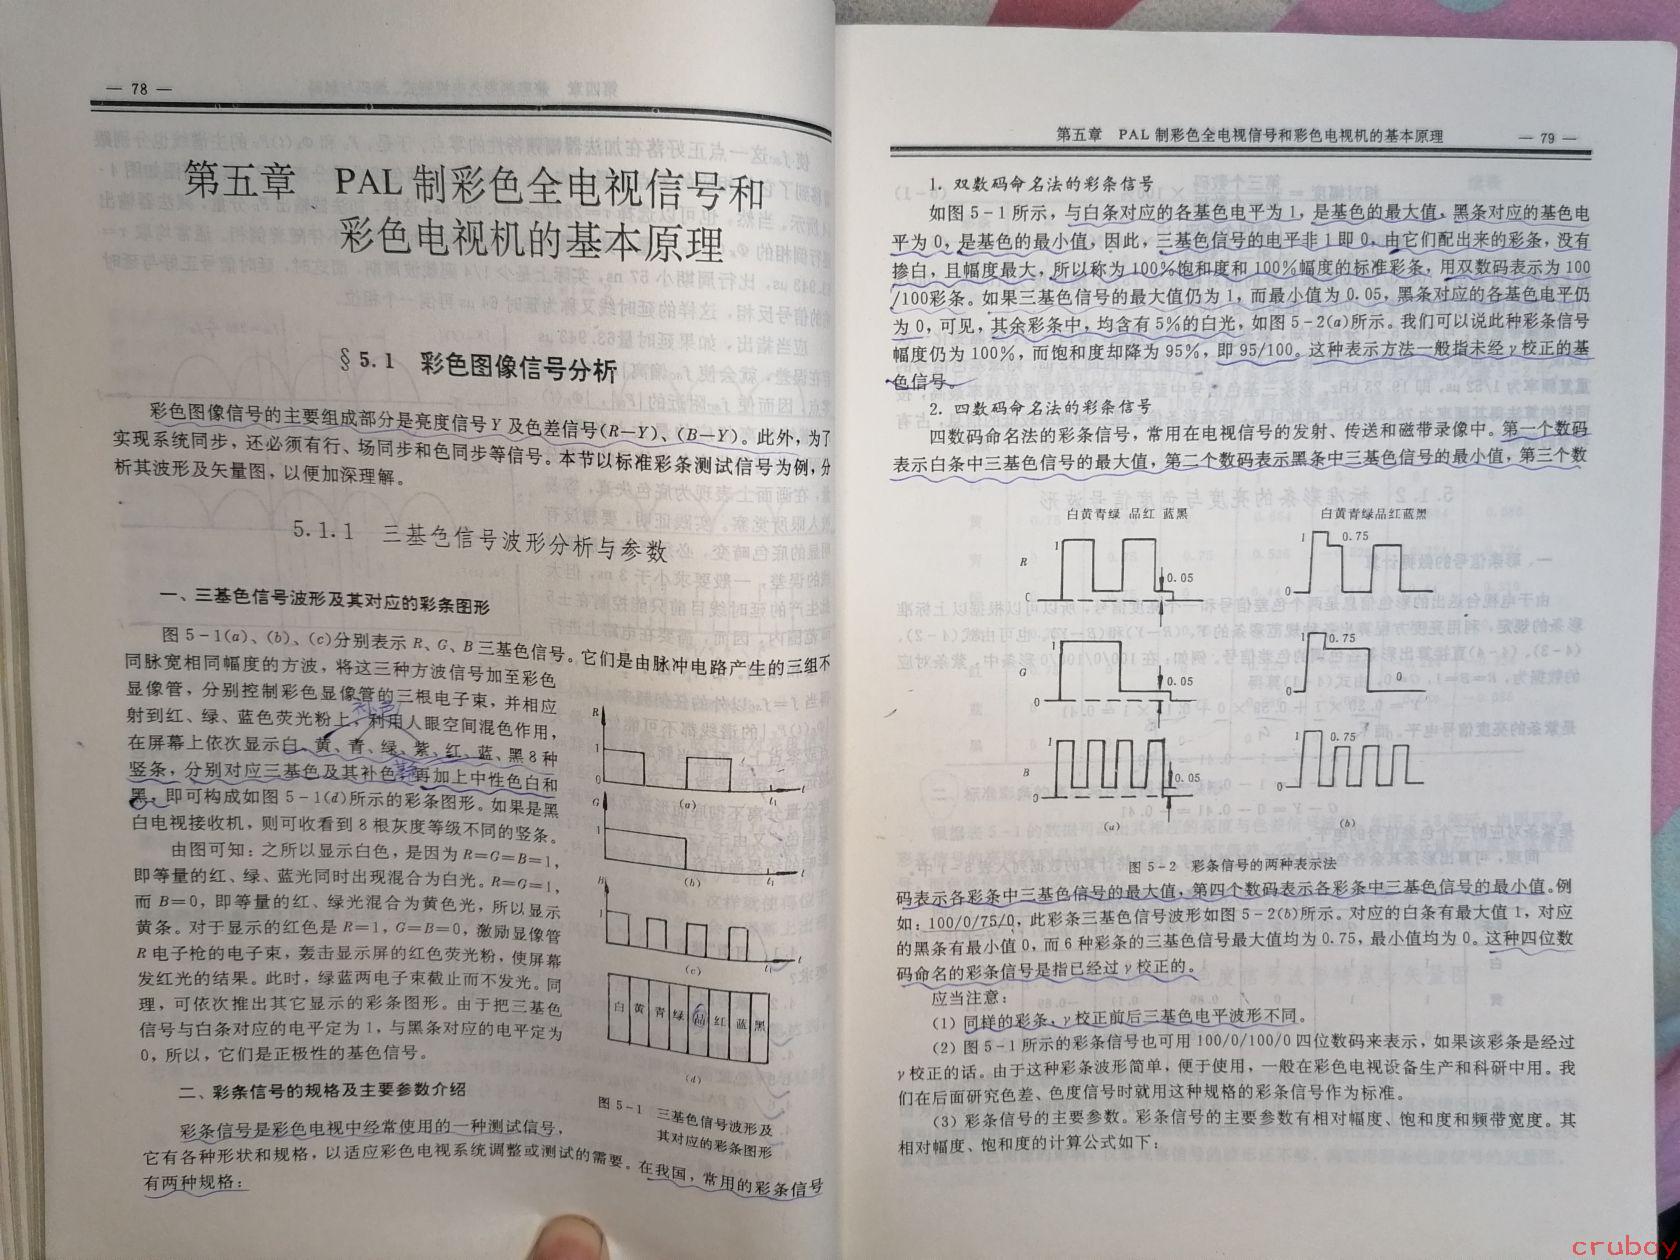 — 78 —
第五章 PAL制彩色全电视信号和
彩色电视机的基本原理
§5.1 彩色图像信号分析
彩色图像信号的主要组成部分是亮度信号Y及色差信号(R—Y)、(B—Y)。此外,为了
实现系统同步,还必须有行、场同步和色同步等信号。本节以标准彩条测试信号为例,分
析其波形及矢量图,以便加深理解。
5.1.1 三基色信号波形分析与参数
一、三基色信号波形及其对应的彩条图形
图5-1(a)、(b)、(c)分别表示R、G、B三基色信号。它们是由脉冲电路产生的三组不
同脉宽相同幅度的方波,将这三种方波信号加至彩色
显像管,分别控制彩色显像管的三根电子束,并相应
射到红、绿、蓝色荧光粉上,利用人眼空间混色作用,
在屏幕上依次显示白、黄、青、绿、紫、红、蓝、黑8种
竖条,分别对应三基色及其补色,再加上中性色白和
黑,即可构成如图5-1(d)所示的彩条图形。如果是黑
白电视接收机,则可收看到8根灰度等级不同的竖条。
由图可知:之所以显示白色,是因为R=G=B=1,
即等量的红、绿、蓝光同时出现混合为白光。R=G=1,
而B=0,即等量的红、绿光混合为黄色光,所以显示
黄条。对于显示的红色是R=1,G=B=0,激励显像管
R电子枪的电子束,轰击显示屏的红色荧光粉,使屏幕
发红光的结果。此时,绿蓝两电子束截止而不发光。同
理,可依次推出其它显示的彩条图形。由于把三基色
信号与白条对应的电平定为1,与黑条对应的电平定为
0,所以,它们是正极性的基色信号。
R
1
0
t
t₁
(a)
G
1
t
t₁
(b)
B
1
t
t₁
(c)
白 黄 青 绿 品 红 蓝 黑
(d)
图5-1 三基色信号波形及
其对应的彩条图形
二、彩条信号的规格及主要参数介绍
彩条信号是彩色电视中经常使用的一种测试信号,
它有各种形状和规格,以适应彩色电视系统调整或测试的需要。在我国,常用的彩条信号
有两种规格:
第五章 PAL制彩色全电视信号和彩色电视机的基本原理 — 79 —
1. 双数码命名法的彩条信号
如图5-1所示,与白条对应的各基色电平为1,是基色的最大值,黑条对应的基色电
平为0,是基色的最小值,因此,三基色信号的电平非1即0,由它们配出来的彩条,没有
掺白,且幅度最大,所以称为100%饱和度和100%幅度的标准彩条,用双数码表示为100
/100彩条。如果三基色信号的最大值仍为1,而最小值为0.05,黑条对应的各基色电平仍
为0,可见,其余彩条中,均含有5%的白光,如图5-2(a)所示。我们可以说此种彩条信号
幅度仍为100%,而饱和度却降为95%,即95/100。这种表示方法一般指未经γ校正的基
色信号。
2. 四数码命名法的彩条信号
四数码命名法的彩条信号,常用在电视信号的发射、传送和磁带录像中。第一个数码
表示白条中三基色信号的最大值,第二个数码表示黑条中三基色信号的最小值,第三个数
白黄青绿 品红 蓝黑
白黄青绿品红蓝黑
R 1 0 0.05
1 0.75 0
G 1 0 0.05
1 0.75 0 0
B 1 0 0.05
1 0.75 0
(a)
(b)
图5-2 彩条信号的两种表示法
码表示各彩条中三基色信号的最大值,第四个数码表示各彩条中三基色信号的最小值。例
如:100/0/75/0,此彩条三基色信号波形如图5-2(b)所示。对应的白条有最大值1,对应
的黑条有最小值0,而6种彩条的三基色信号最大值均为0.75,最小值均为0。这种四位数
码命名的彩条信号是指已经过γ校正的。
应当注意:
(1) 同样的彩条,γ校正前后三基色电平波形不同。
(2) 图5-1所示的彩条信号也可用100/0/100/0四位数码来表示,如果该彩条是经过
γ校正的话。由于这种彩条波形简单,便于使用,一般在彩色电视设备生产和科研中用。我
们在后面研究色差、色度信号时就用这种规格的彩条信号作为标准。
(3) 彩条信号的主要参数。彩条信号的主要参数有相对幅度、饱和度和频带宽度。其
相对幅度、饱和度的计算公式如下:
cruboy